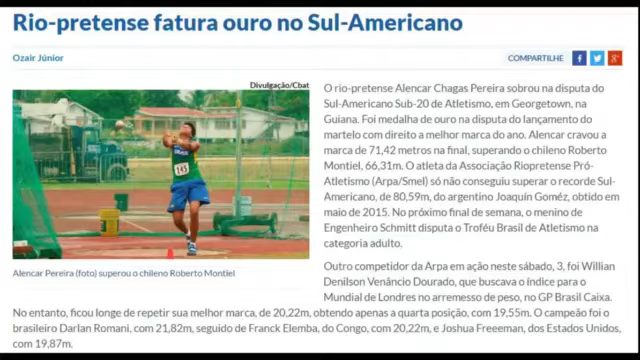 Rio-pretense fatura ouro no Sul-Americano
Ozair Júnior
COMPARTILHE
Divulgação/Cbat
145
Alencar Pereira (foto) superou o chileno Roberto Montiel
O rio-pretense Alencar Chagas Pereira sobrou na disputa do
Sul-Americano Sub-20 de Atletismo, em Georgetown, na
Guiana. Foi medalha de ouro na disputa do lançamento do
martelo com direito a melhor marca do ano. Alencar cravou a
marca de 71,42 metros na final, superando o chileno Roberto
Montiel, 66,31m. O atleta da Associação Riopretense Pró-
Atletismo (Arpa/Smel) só não conseguiu superar o recorde Sul-
Americano, de 80,59m, do argentino Joaquín Goméz, obtido em
maio de 2015. No próximo final de semana, o menino de
Engenheiro Schmitt disputa o Troféu Brasil de Atletismo na
categoria adulto.
Outro competidor da Arpa em ação neste sábado, 3, foi Willian
Denilson Venâncio Dourado, que buscava o índice para o
Mundial de Londres no arremesso de peso, no GP Brasil Caixa.
No entanto, ficou longe de repetir sua melhor marca, de 20,22m, obtendo apenas a quarta posição, com 19,55m. O campeão foi o
brasileiro Darlan Romani, com 21,82m, seguido de Franck Elemba, do Congo, com 20,22m, e Joshua Freeeman, dos Estados Unidos,
com 19,87m.